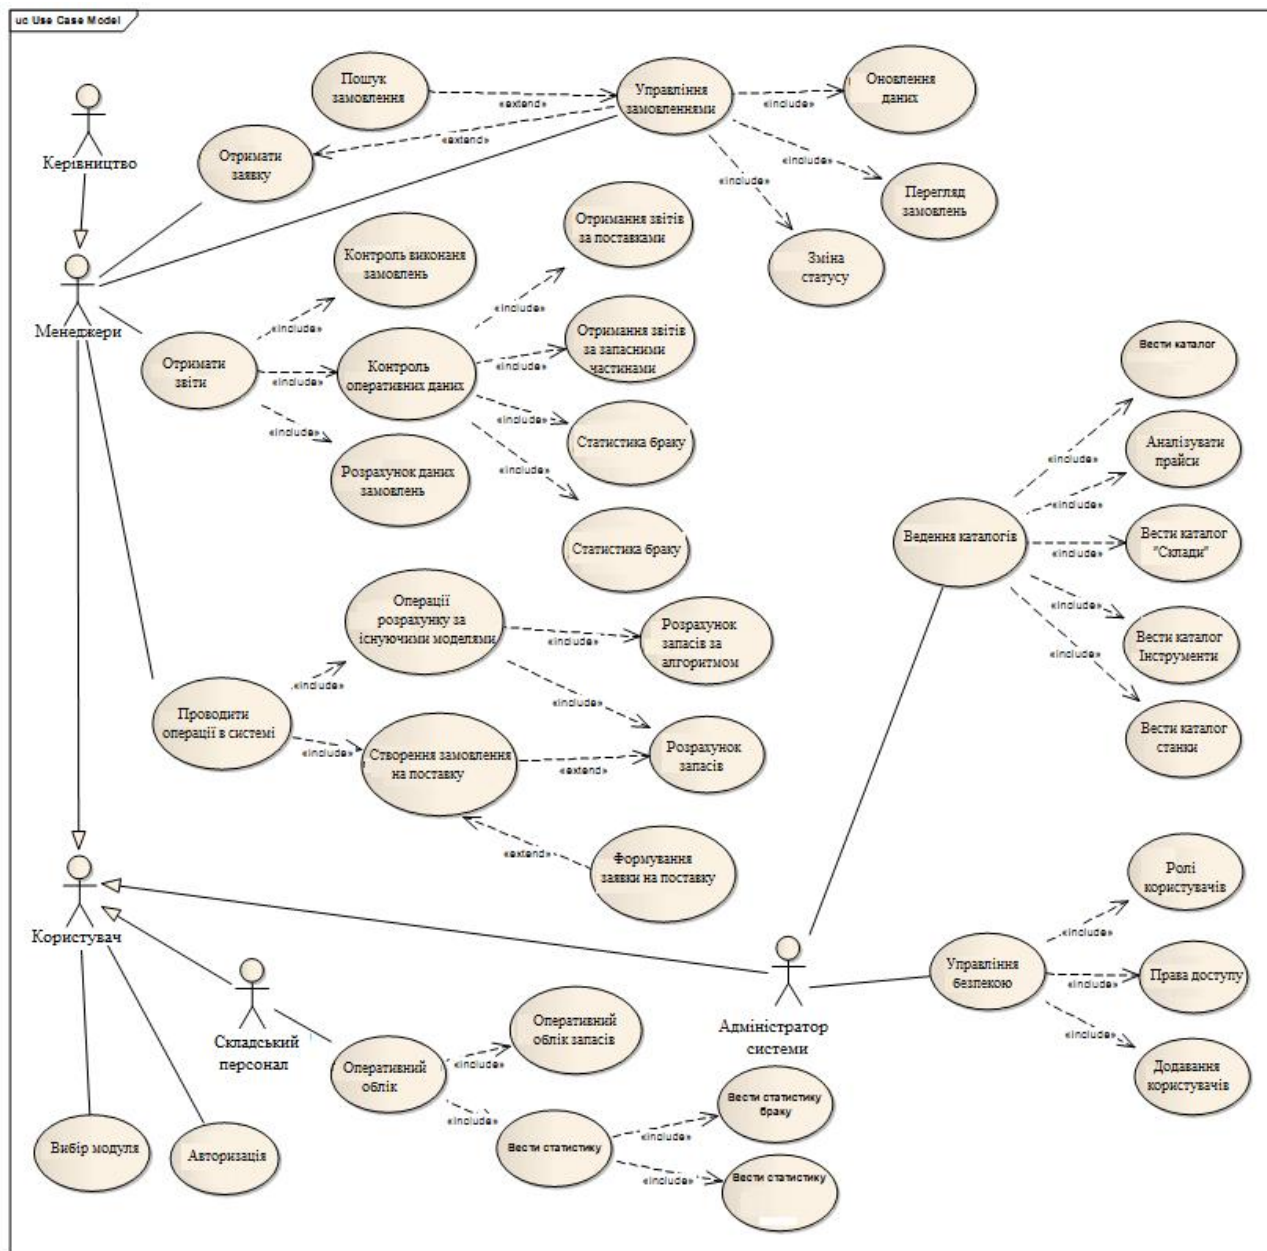 uc Use Case Model
Керівництво
Пошук
замовлення
«extend»
Управління
замовленнями
«include»
Оновлення
даних
Отримати
заявку
«extend»
«include»
«include»
Перегляд
замовлень
Зміна
статусу
Менеджери
Контроль виконаня
замовлень
Отримання звітів
за поставками
«include»
«include»
Отримати
звіти
«include»
Контроль
оперативних даних
«include»
Отримання звітів
за запасними
частинами
«include»
«include»
Статистика браку
Розрахунок даних
замовлень
«include»
Статистика браку
Вести каталог
«include»
Аналізувати
прайси
«include»
Ведення каталогів
«include»
Вести каталог
"Склади"
«include»
Вести каталог
Інструменти
«include»
Вести каталог
станки
Операції
розрахунку за
існуючими моделями
«include»
Розрахунок
запасів за
алгоритмом
«include»
«include»
Проводити
операції в системі
«include»
Створення замовлення
на поставку
«extend»
Розрахунок
запасів
«extend»
Формування
заявки на поставку
Користувач
Ролі
користувачів
«include»
Управління
безпекою
«include»
Права доступу
«include»
Додавання
користувачів
Складський
персонал
Адміністратор
системи
Оперативний
облік запасів
«include»
Оперативний
облік
«include»
Вести статистику
браку
«include»
Вести статистику
«include»
Вести статистику
Вибір модуля
Авторизація